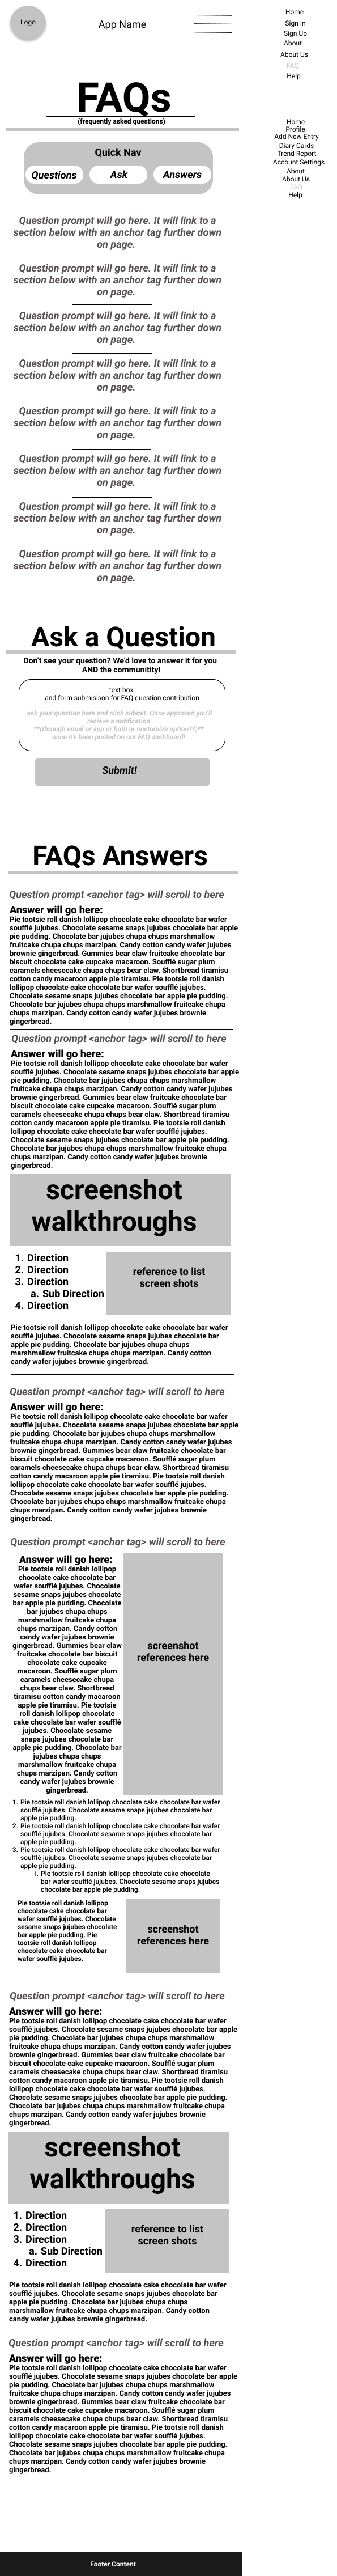 Logo
App Name
Home
Sign In
Sign Up
About
About Us
FAQ
Help
Home
Profile
Add New Entry
Diary Cards
Trend Report
Account Settings
About
About Us
FAQ
Help
FAQs
(frequently asked questions)
Quick Nav
Questions
Ask
Answers
Question prompt will go here. It will link to a
section below with an anchor tag further down
on page.
Question prompt will go here. It will link to a
section below with an anchor tag further down
on page.
Question prompt will go here. It will link to a
section below with an anchor tag further down
on page.
Question prompt will go here. It will link to a
section below with an anchor tag further down
on page.
Question prompt will go here. It will link to a
section below with an anchor tag further down
on page.
Question prompt will go here. It will link to a
section below with an anchor tag further down
on page.
Question prompt will go here. It will link to a
section below with an anchor tag further down
on page.
Question prompt will go here. It will link to a
section below with an anchor tag further down
on page.
Ask a Question
Don't see your question? We'd love to answer it for you
AND the communitity!
text box
and form submisison for FAQ question contribution
ask your question here and click submit. Once approved you'll
recieve a notification
**(through email or app or both or customize option??)**
once it's been posted on our FAQ dashboard!
Submit!
FAQs Answers
Question prompt <anchor tag> will scroll to here
Answer will go here:
Pie tootsie roll danish lollipop chocolate cake chocolate bar wafer
soufflé jujubes. Chocolate sesame snaps jujubes chocolate bar apple
pie pudding. Chocolate bar jujubes chupa chups marshmallow
fruitcake chupa chups marzipan. Candy cotton candy wafer jujubes
brownie gingerbread. Gummies bear claw fruitcake chocolate bar
biscuit chocolate cake cupcake macaroon. Soufflé sugar plum
caramels cheesecake chupa chups bear claw. Shortbread tiramisu
cotton candy macaroon apple pie tiramisu. Pie tootsie roll danish
lollipop chocolate cake chocolate bar wafer soufflé jujubes.
Chocolate sesame snaps jujubes chocolate bar apple pie pudding.
Chocolate bar jujubes chupa chups marshmallow fruitcake chupa
chups marzipan. Candy cotton candy wafer jujubes brownie
gingerbread.
Question prompt <anchor tag> will scroll to here
Answer will go here:
Pie tootsie roll danish lollipop chocolate cake chocolate bar wafer
soufflé jujubes. Chocolate sesame snaps jujubes chocolate bar apple
pie pudding. Chocolate bar jujubes chupa chups marshmallow
fruitcake chupa chups marzipan. Candy cotton candy wafer jujubes
brownie gingerbread. Gummies bear claw fruitcake chocolate bar
biscuit chocolate cake cupcake macaroon. Soufflé sugar plum
caramels cheesecake chupa chups bear claw. Shortbread tiramisu
cotton candy macaroon apple pie tiramisu. Pie tootsie roll danish
lollipop chocolate cake chocolate bar wafer soufflé jujubes.
Chocolate sesame snaps jujubes chocolate bar apple pie pudding.
Chocolate bar jujubes chupa chups marshmallow fruitcake chupa
chups marzipan. Candy cotton candy wafer jujubes brownie
gingerbread.
screenshot
walkthroughs
1. Direction
2. Direction
3. Direction
a. Sub Direction
4. Direction
reference to list
screen shots
Pie tootsie roll danish lollipop chocolate cake chocolate bar wafer
soufflé jujubes. Chocolate sesame snaps jujubes chocolate bar
apple pie pudding. Chocolate bar jujubes chupa chups
marshmallow fruitcake chupa chups marzipan. Candy cotton
candy wafer jujubes brownie gingerbread.
Question prompt <anchor tag> will scroll to here
Answer will go here:
Pie tootsie roll danish lollipop chocolate cake chocolate bar wafer
soufflé jujubes. Chocolate sesame snaps jujubes chocolate bar apple
pie pudding. Chocolate bar jujubes chupa chups marshmallow
fruitcake chupa chups marzipan. Candy cotton candy wafer jujubes
brownie gingerbread. Gummies bear claw fruitcake chocolate bar
biscuit chocolate cake cupcake macaroon. Soufflé sugar plum
caramels cheesecake chupa chups bear claw. Shortbread tiramisu
cotton candy macaroon apple pie tiramisu. Pie tootsie roll danish
lollipop chocolate cake chocolate bar wafer soufflé jujubes.
Chocolate sesame snaps jujubes chocolate bar apple pie pudding.
Chocolate bar jujubes chupa chups marshmallow fruitcake chupa
chups marzipan. Candy cotton candy wafer jujubes brownie
gingerbread.
Question prompt <anchor tag> will scroll to here
Answer will go here:
Pie tootsie roll danish lollipop
chocolate cake chocolate bar
wafer soufflé jujubes. Chocolate
sesame snaps jujubes chocolate
bar apple pie pudding. Chocolate
bar jujubes chupa chups
marshmallow fruitcake chupa
chups marzipan. Candy cotton
candy wafer jujubes brownie
gingerbread. Gummies bear claw
fruitcake chocolate bar biscuit
chocolate cake cupcake
macaroon. Soufflé sugar plum
caramels cheesecake chupa
chups bear claw. Shortbread
tiramisu cotton candy macaroon
apple pie tiramisu. Pie tootsie
roll danish lollipop chocolate
cake chocolate bar wafer soufflé
jujubes. Chocolate sesame
snaps jujubes chocolate bar
apple pie pudding. Chocolate bar
jujubes chupa chups
marshmallow fruitcake chupa
chups marzipan. Candy cotton
candy wafer jujubes brownie
gingerbread.
screenshot
references here
1. Pie tootsie roll danish lollipop chocolate cake chocolate bar wafer
soufflé jujubes. Chocolate sesame snaps jujubes chocolate bar
apple pie pudding.
2. Pie tootsie roll danish lollipop chocolate cake chocolate bar wafer
soufflé jujubes. Chocolate sesame snaps jujubes chocolate bar
apple pie pudding.
3. Pie tootsie roll danish lollipop chocolate cake chocolate bar wafer
soufflé jujubes. Chocolate sesame snaps jujubes chocolate bar
apple pie pudding.
i. Pie tootsie roll danish lollipop chocolate cake chocolate
bar wafer soufflé jujubes. Chocolate sesame snaps jujubes
chocolate bar apple pie pudding.
Pie tootsie roll danish lollipop
chocolate cake chocolate bar
wafer soufflé jujubes. Chocolate
sesame snaps jujubes chocolate
bar apple pie pudding. Pie
tootsie roll danish lollipop
chocolate cake chocolate bar
wafer soufflé jujubes.
screenshot
references here
Question prompt <anchor tag> will scroll to here
Answer will go here:
Pie tootsie roll danish lollipop chocolate cake chocolate bar wafer
soufflé jujubes. Chocolate sesame snaps jujubes chocolate bar apple
pie pudding. Chocolate bar jujubes chupa chups marshmallow
fruitcake chupa chups marzipan. Candy cotton candy wafer jujubes
brownie gingerbread. Gummies bear claw fruitcake chocolate bar
biscuit chocolate cake cupcake macaroon. Soufflé sugar plum
caramels cheesecake chupa chups bear claw. Shortbread tiramisu
cotton candy macaroon apple pie tiramisu. Pie tootsie roll danish
lollipop chocolate cake chocolate bar wafer soufflé jujubes.
Chocolate sesame snaps jujubes chocolate bar apple pie pudding.
Chocolate bar jujubes chupa chups marshmallow fruitcake chupa
chups marzipan. Candy cotton candy wafer jujubes brownie
gingerbread.
screenshot
walkthroughs
1. Direction
2. Direction
3. Direction
a. Sub Direction
4. Direction
reference to list
screen shots
Pie tootsie roll danish lollipop chocolate cake chocolate bar wafer
soufflé jujubes. Chocolate sesame snaps jujubes chocolate bar
apple pie pudding. Chocolate bar jujubes chupa chups
marshmallow fruitcake chupa chups marzipan. Candy cotton
candy wafer jujubes brownie gingerbread.
Question prompt <anchor tag> will scroll to here
Answer will go here:
Pie tootsie roll danish lollipop chocolate cake chocolate bar wafer
soufflé jujubes. Chocolate sesame snaps jujubes chocolate bar apple
pie pudding. Chocolate bar jujubes chupa chups marshmallow
fruitcake chupa chups marzipan. Candy cotton candy wafer jujubes
brownie gingerbread. Gummies bear claw fruitcake chocolate bar
biscuit chocolate cake cupcake macaroon. Soufflé sugar plum
caramels cheesecake chupa chups bear claw. Shortbread tiramisu
cotton candy macaroon apple pie tiramisu. Pie tootsie roll danish
lollipop chocolate cake chocolate bar wafer soufflé jujubes.
Chocolate sesame snaps jujubes chocolate bar apple pie pudding.
Chocolate bar jujubes chupa chups marshmallow fruitcake chupa
chups marzipan. Candy cotton candy wafer jujubes brownie
gingerbread.
Footer Content